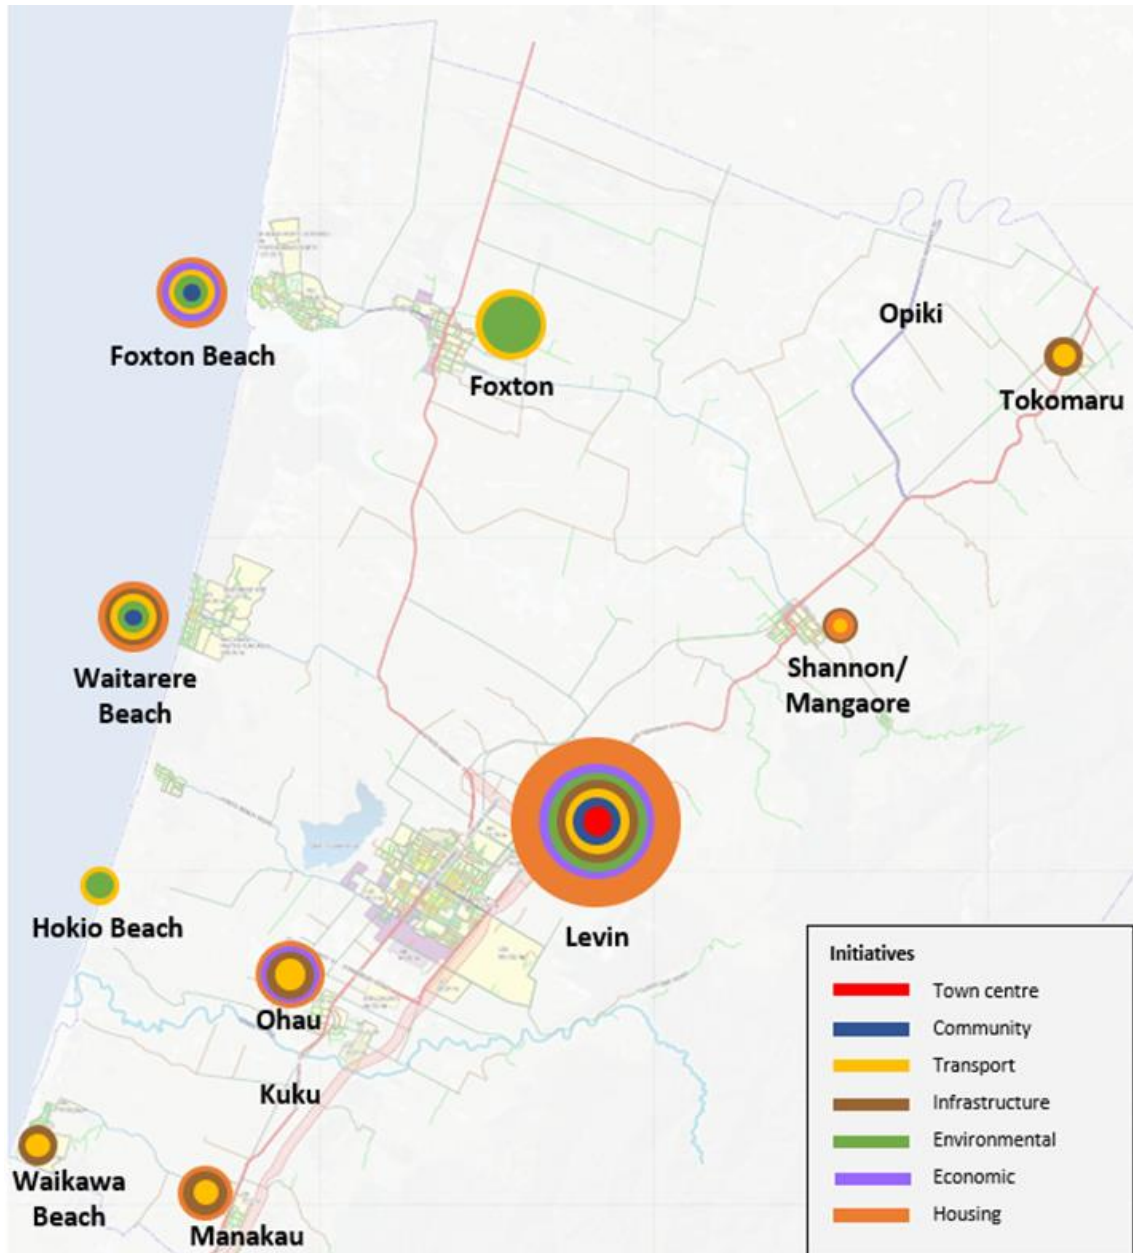 Opiki
Foxton Beach
Foxton
Tokomaru
Waitarere
Beach
Shannon/
Mangaore
Hokio Beach
Levin
Ohau
Kuku
Waikawa
Beach
Manakau
Initiatives
Town centre
Community
Transport
Infrastructure
Environmental
Economic
Housing